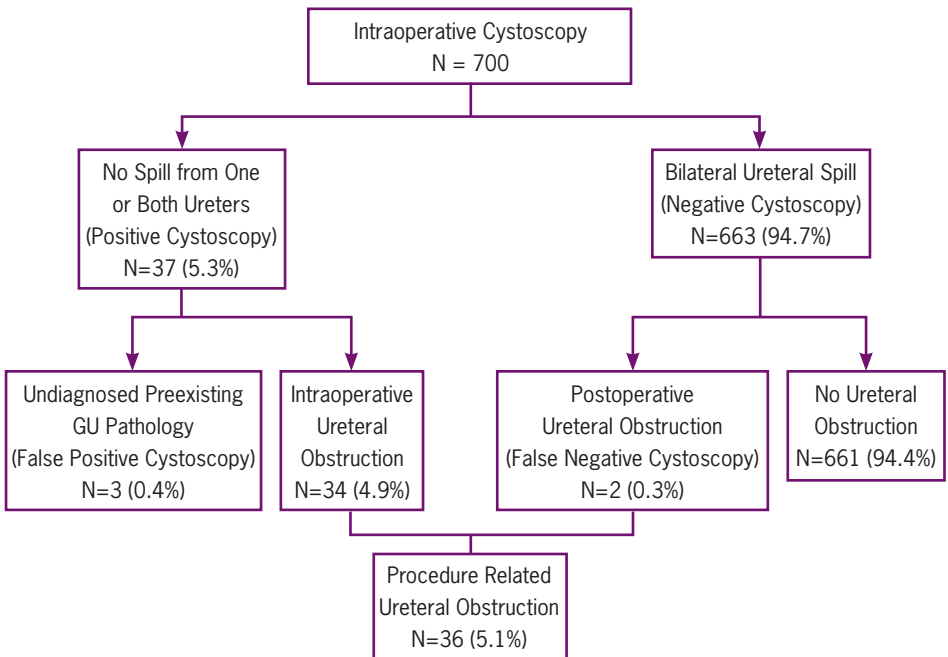 Intraoperative Cystoscopy
N = 700
No Spill from One
or Both Ureters
(Positive Cystoscopy)
N=37 (5.3%)
Bilateral Ureteral Spill
(Negative Cystoscopy)
N=663 (94.7%)
Undiagnosed Preexisting
GU Pathology
(False Positive Cystoscopy)
N=3 (0.4%)
Intraoperative
Ureteral
Obstruction
N=34 (4.9%)
Postoperative
Ureteral Obstruction
(False Negative Cystoscopy)
N=2 (0.3%)
No Ureteral
Obstruction
N=661 (94.4%)
Procedure Related
Ureteral Obstruction
N=36 (5.1%)